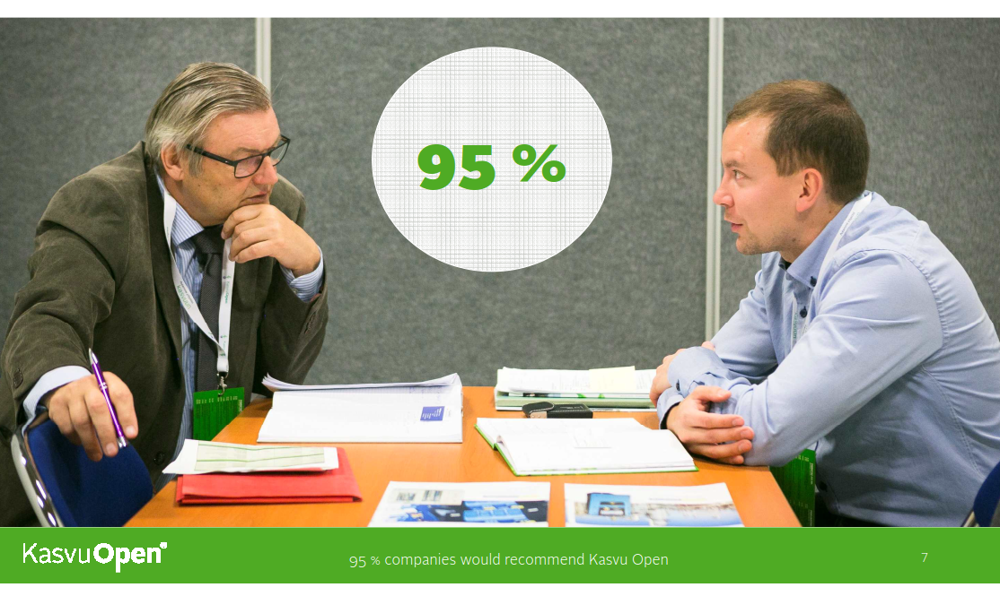 95 %
KasvuOpen
95 % companies would recommend Kasvu Open
7